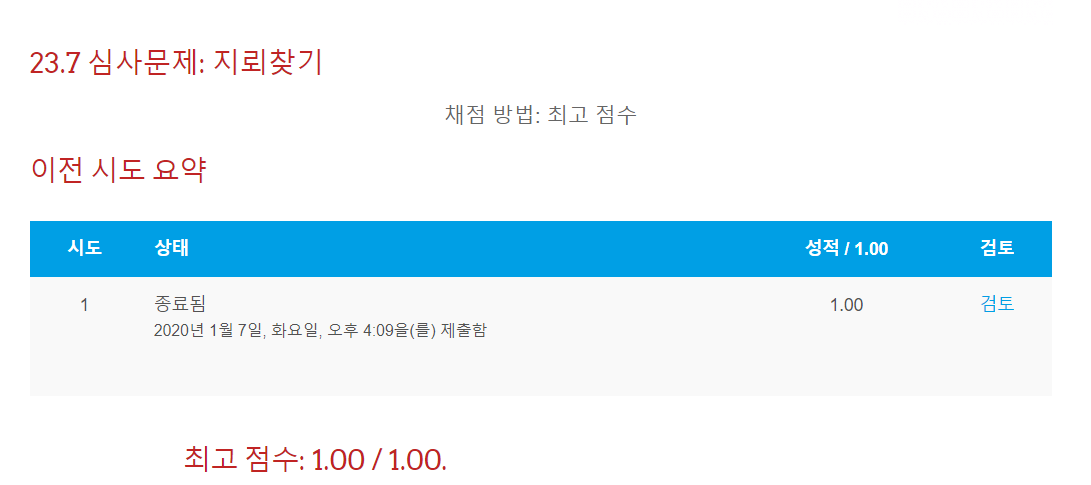 23.7 심사문제: 지뢰찾기
채점 방법: 최고 점수
이전 시도 요약
시도 상태 성적 / 1.00 검토
1 종료됨 1.00 검토
2020년 1월 7일, 화요일, 오후 4:09을(를) 제출함
최고 점수: 1.00 / 1.00.